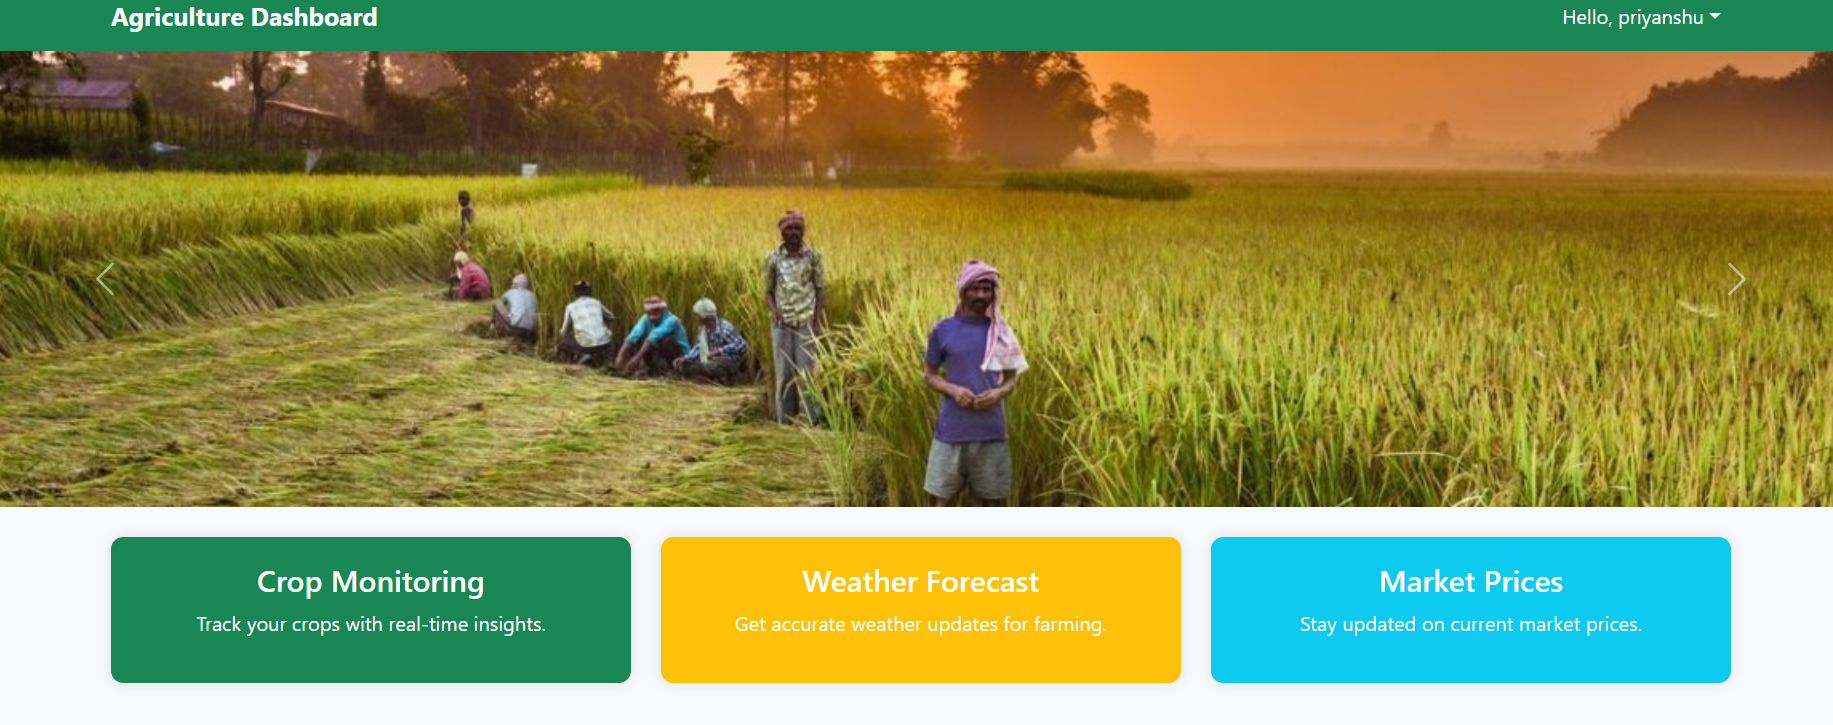 Agriculture Dashboard
Hello, priyanshu
Crop Monitoring
Track your crops with real-time insights.
Weather Forecast
Get accurate weather updates for farming.
Market Prices
Stay updated on current market prices.